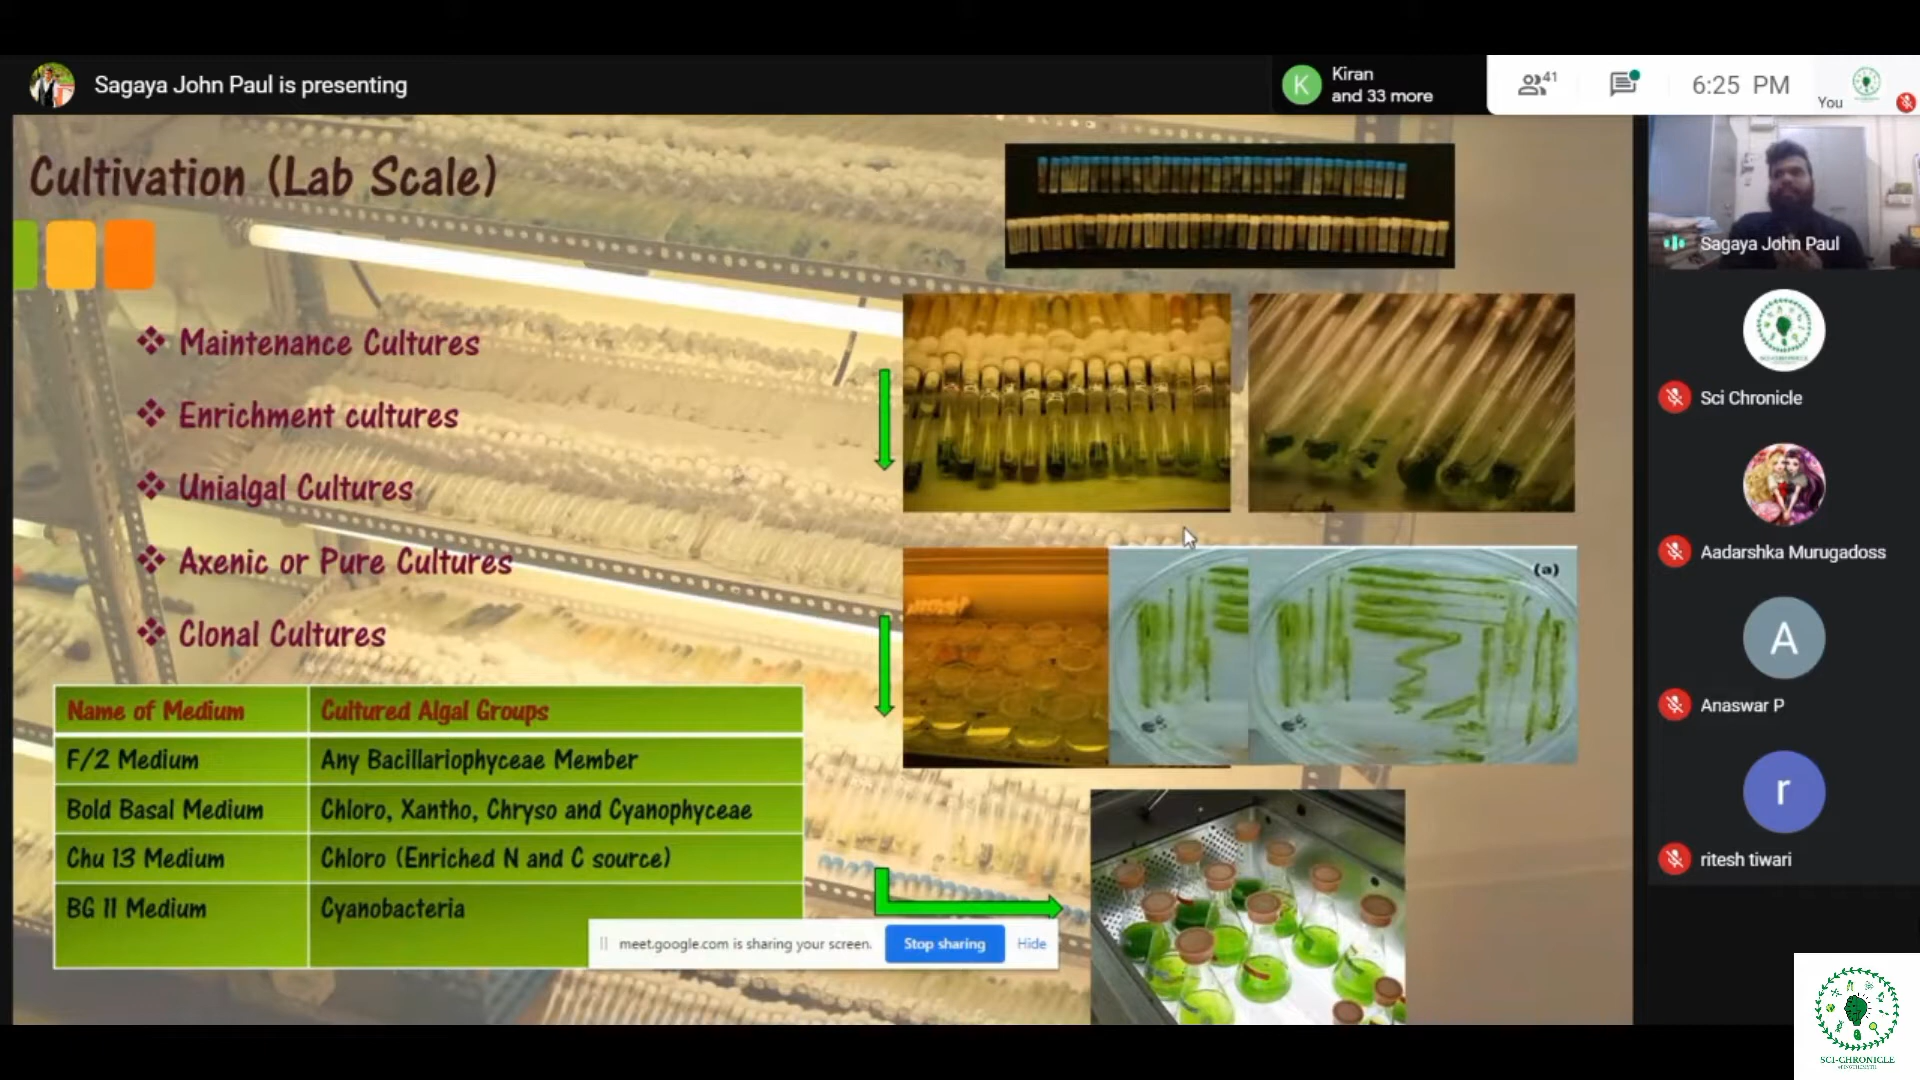 Sagaya John Paul is presenting
K
Kiran
and 33 more
41
6:25 PM
You
Cultivation (Lab Scale)
❖ Maintenance Cultures
❖ Enrichment cultures
❖ Unialgal Cultures
❖ Axenic or Pure Cultures
❖ Clonal Cultures
Name of Medium Cultured Algal Groups
F/2 Medium Any Bacillariophyceae Member
Bold Basal Medium Chloro, Xantho, Chryso and Cyanophyceae
Chu 13 Medium Chloro (Enriched N and C source)
BG 11 Medium Cyanobacteria
(a)
meet.google.com is sharing your screen.
Stop sharing
Hide
Sagaya John Paul
SCI-CHRONICLE
Sci Chronicle
Aadarshka Murugadoss
A
Anaswar P
r
ritesh tiwari
SCI-CHRONICLE